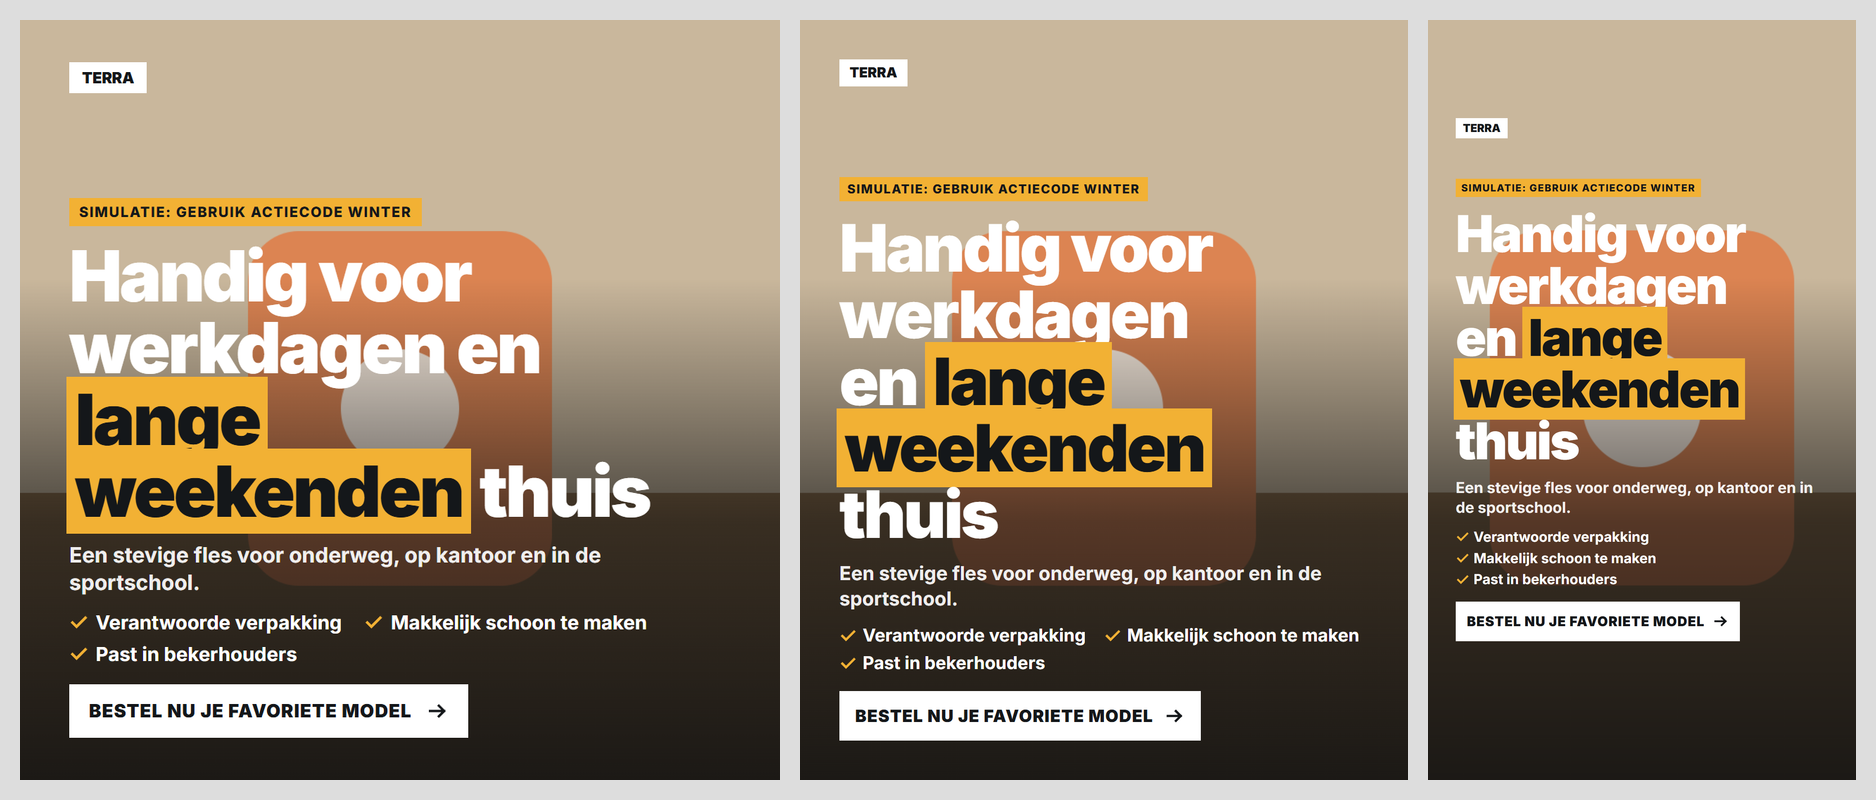 TERRA
SIMULATIE: GEBRUIK ACTIECODE WINTER
Handig voor
werkdagen en
lange
weekenden thuis
Een stevige fles voor onderweg, op kantoor en in de
sportschool.
Verantwoorde verpakking Makkelijk schoon te maken
Past in bekerhouders
BESTEL NU JE FAVORIETE MODEL
TERRA
SIMULATIE: GEBRUIK ACTIECODE WINTER
Handig voor
werkdagen
en lange
weekenden
thuis
Een stevige fles voor onderweg, op kantoor en in de
sportschool.
Verantwoorde verpakking Makkelijk schoon te maken
Past in bekerhouders
BESTEL NU JE FAVORIETE MODEL
TERRA
SIMULATIE: GEBRUIK ACTIECODE WINTER
Handig voor
werkdagen
en lange
weekenden
thuis
Een stevige fles voor onderweg, op kantoor en in
de sportschool.
Verantwoorde verpakking
Makkelijk schoon te maken
Past in bekerhouders
BESTEL NU JE FAVORIETE MODEL